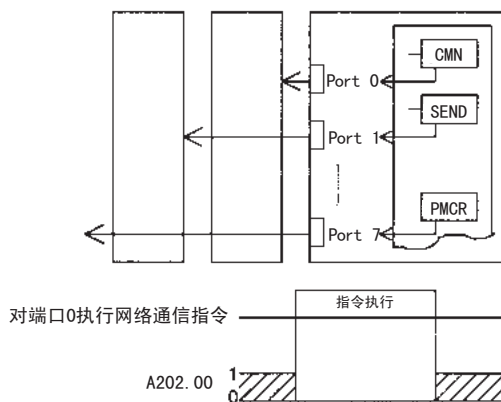 CMN
Port 0
SEND
Port 1
PMCR
Port 7
指令执行
对端口0执行网络通信指令
A202.00
1
0